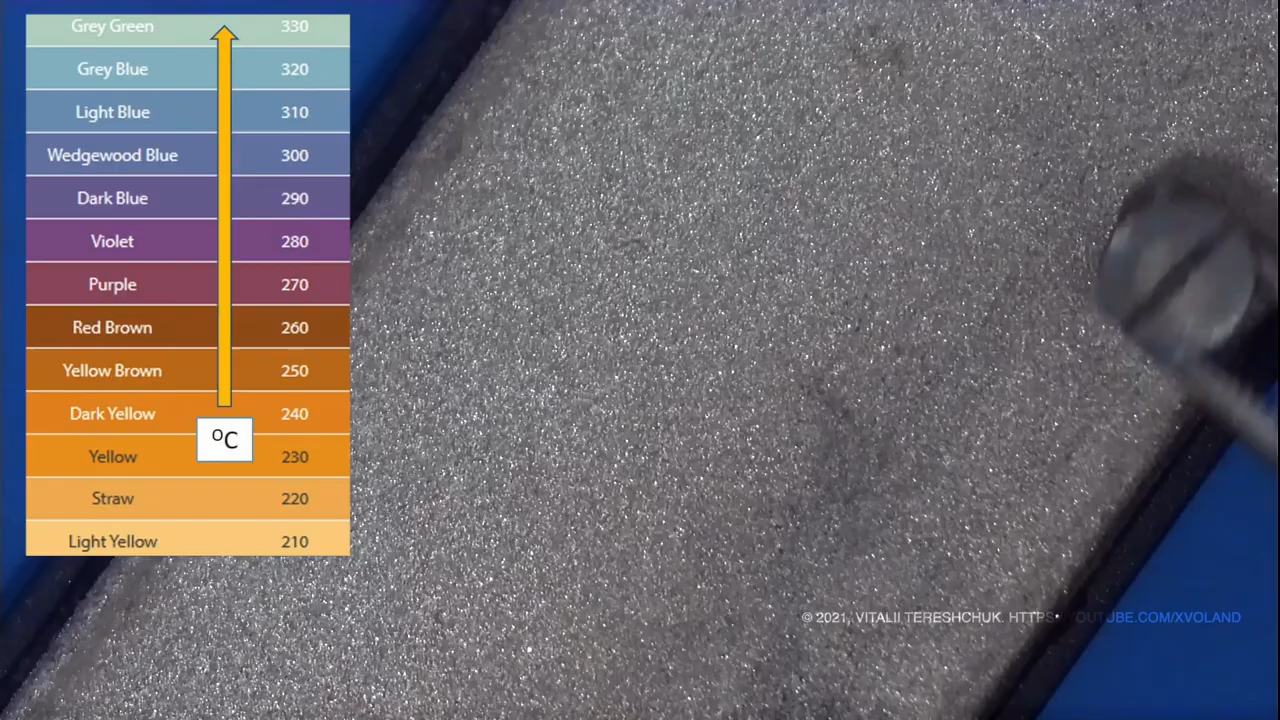 Grey Green 330
Grey Blue 320
Light Blue 310
Wedgewood Blue 300
Dark Blue 290
Violet 280
Purple 270
Red Brown 260
Yellow Brown 250
Dark Yellow 240
°C
Yellow 230
Straw 220
Light Yellow 210
© 2021, VITALII TERESHCHUK. HTTPS OUTUBE.COM/XVOLAND